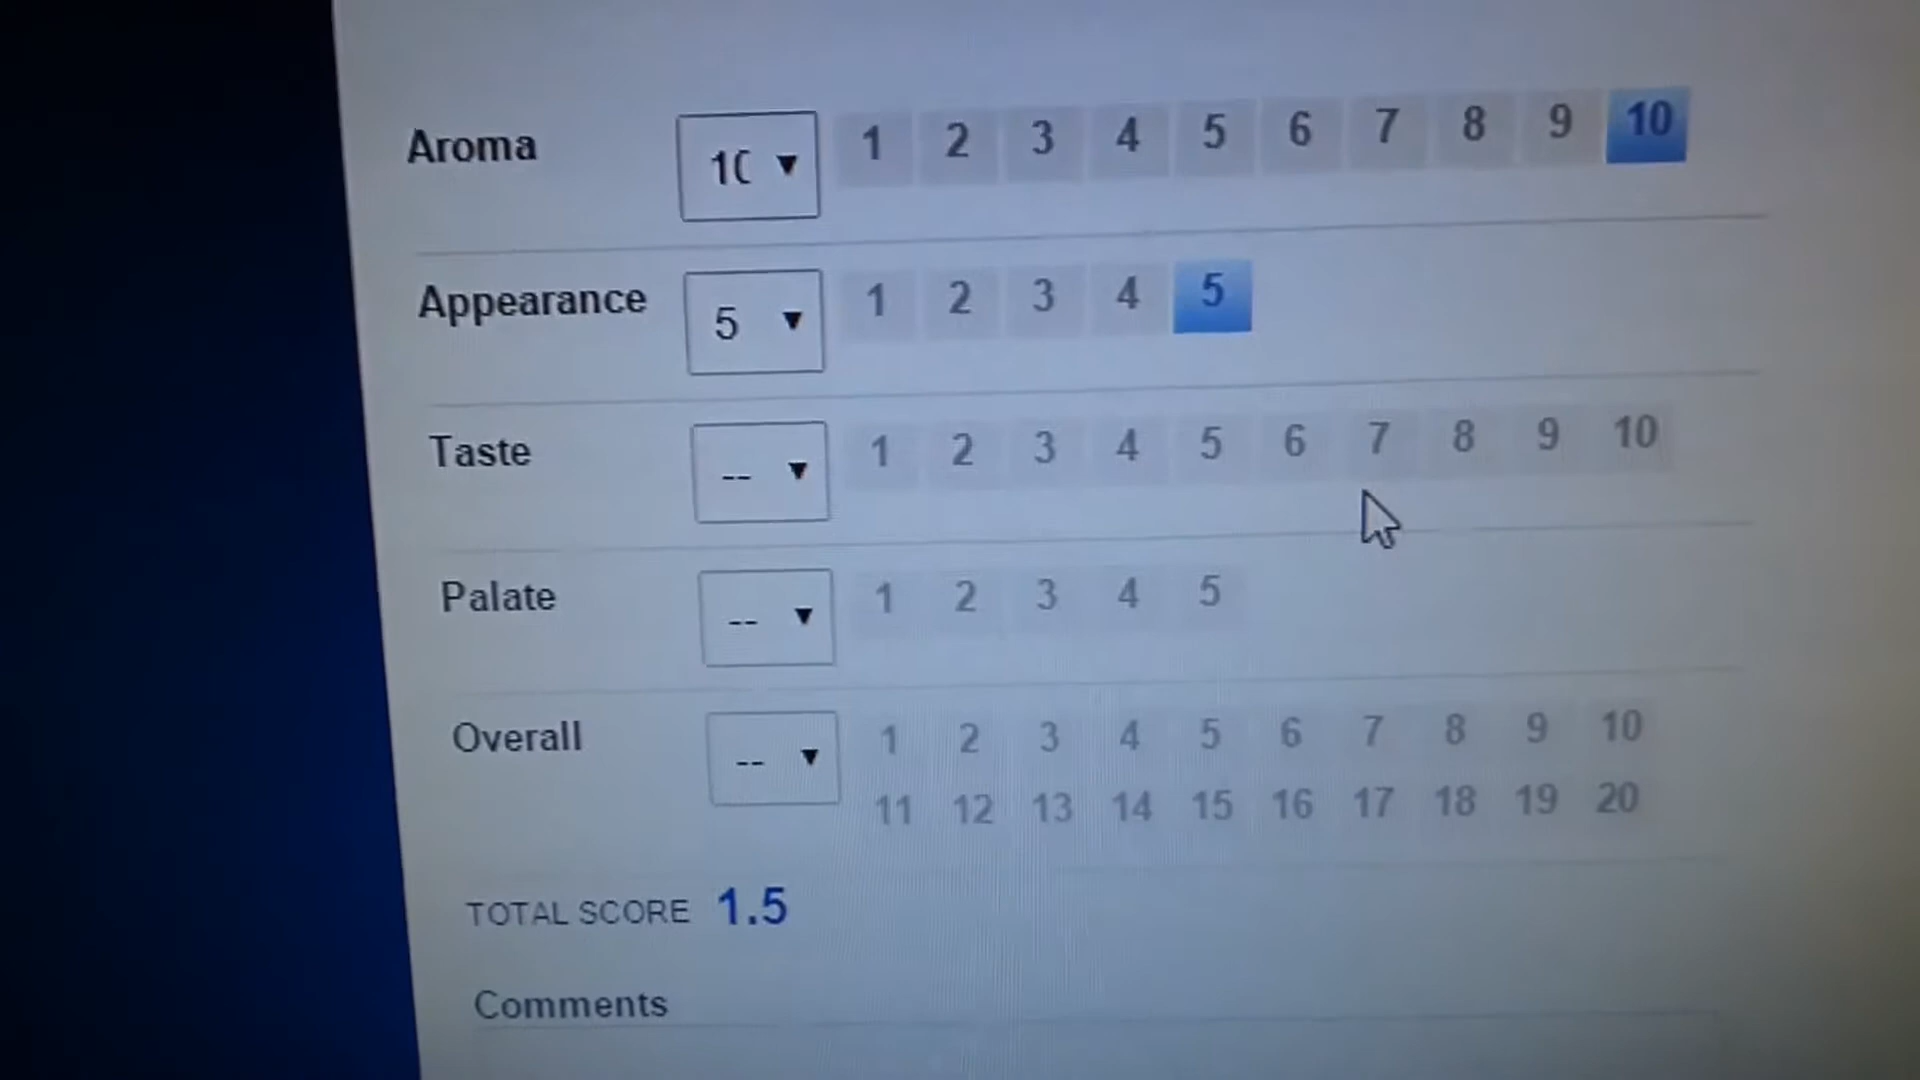 Aroma 10 1 2 3 4 5 6 7 8 9 10
Appearance 5 1 2 3 4 5
Taste -- 1 2 3 4 5 6 7 8 9 10
Palate -- 1 2 3 4 5
Overall -- 1 2 3 4 5 6 7 8 9 10
11 12 13 14 15 16 17 18 19 20
TOTAL SCORE 1.5
Comments